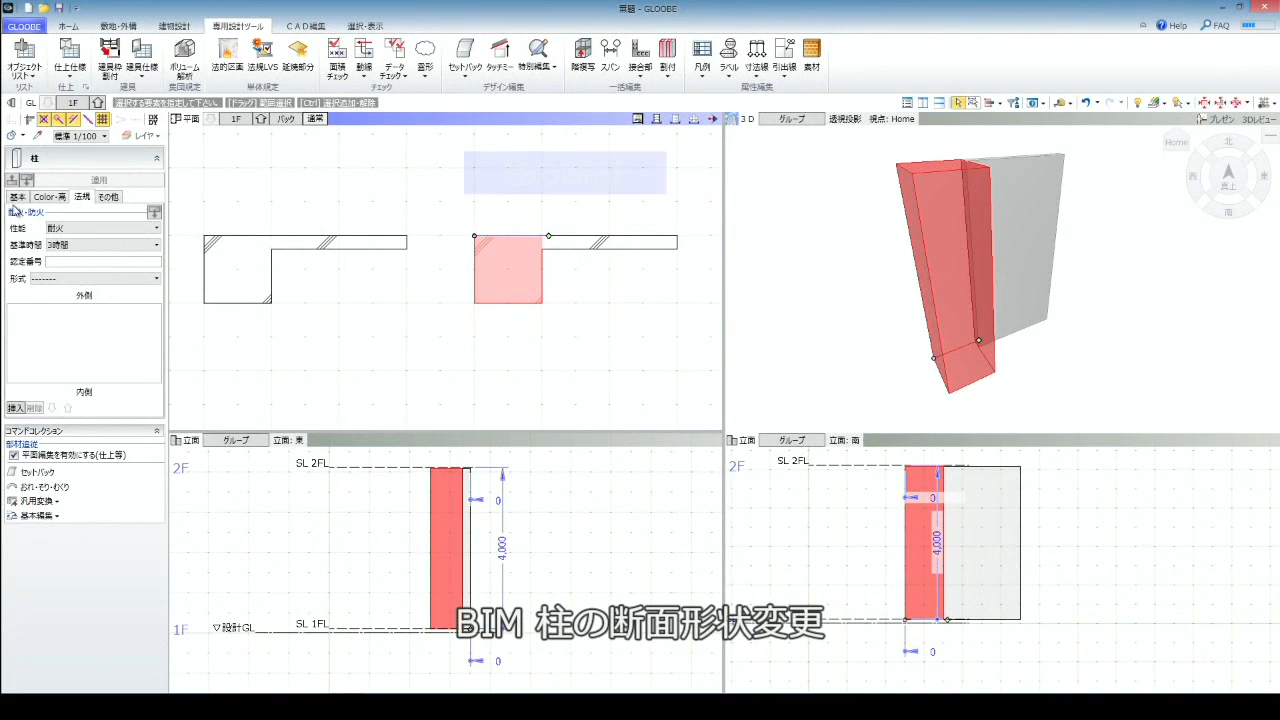 無題 - GLOOBE
GLOOBE ホーム 敷地・外構 建物設計 専用設計ツール CAD編集 選択・表示 Help FAQ
オブジェクトリスト 仕上仕様 建具枠割付 建具仕様 ボリューム解析 法的区画 法規LVS 延焼部分 面積チェック 動線 データチェック 雲形 セットバック タッチミー 特別編集 階複写 スパン 接合部 割付 凡例 ラベル 寸法線 引出線 素材
リスト 仕上 建具 集団規定 単体規定 チェック デザイン編集 一括編集 属性編集
GL 1F 選択する要素を指定して下さい。 [ドラッグ]範囲選択 [Ctrl]選択追加・解除
平面 1F バック 通常 3D グループ 透視投影 視点: Home プレゼン 3Dレビュー
標準 1/100 レイヤ
柱
適用
基本 Color・高 法規 その他
耐火・防火
性能 耐火
基準時間 3時間
認定番号
形式 -------
外側
内側
挿入 削除
コマンドコレクション
部材追従
平面編集を有効にする(仕上等)
セットバック
おれ・そり・むくり
汎用変換
基本編集
Home 北
西 真上 東
南
立面 グループ 立面: 東
2F SL 2FL
0
4,000
1F ▽設計GL SL 1FL
0
立面 グループ 立面: 南
2F SL 2FL
0
4,000
0
BIM 柱の断面形状変更